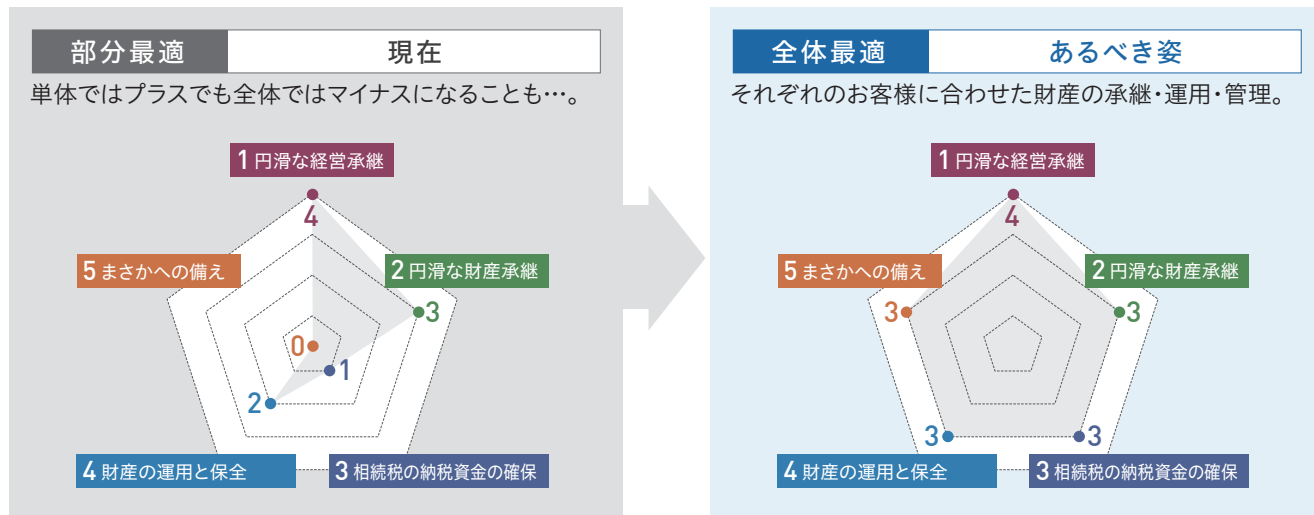 部分最適 現在
単体ではプラスでも全体ではマイナスになることも…。
1 円滑な経営承継
4
5 まさかへの備え
2 円滑な財産承継
3
0
1
2
4 財産の運用と保全
3 相続税の納税資金の確保
全体最適 あるべき姿
それぞれのお客様に合わせた財産の承継・運用・管理。
1 円滑な経営承継
4
5 まさかへの備え
2 円滑な財産承継
3
3
3
3
4 財産の運用と保全
3 相続税の納税資金の確保